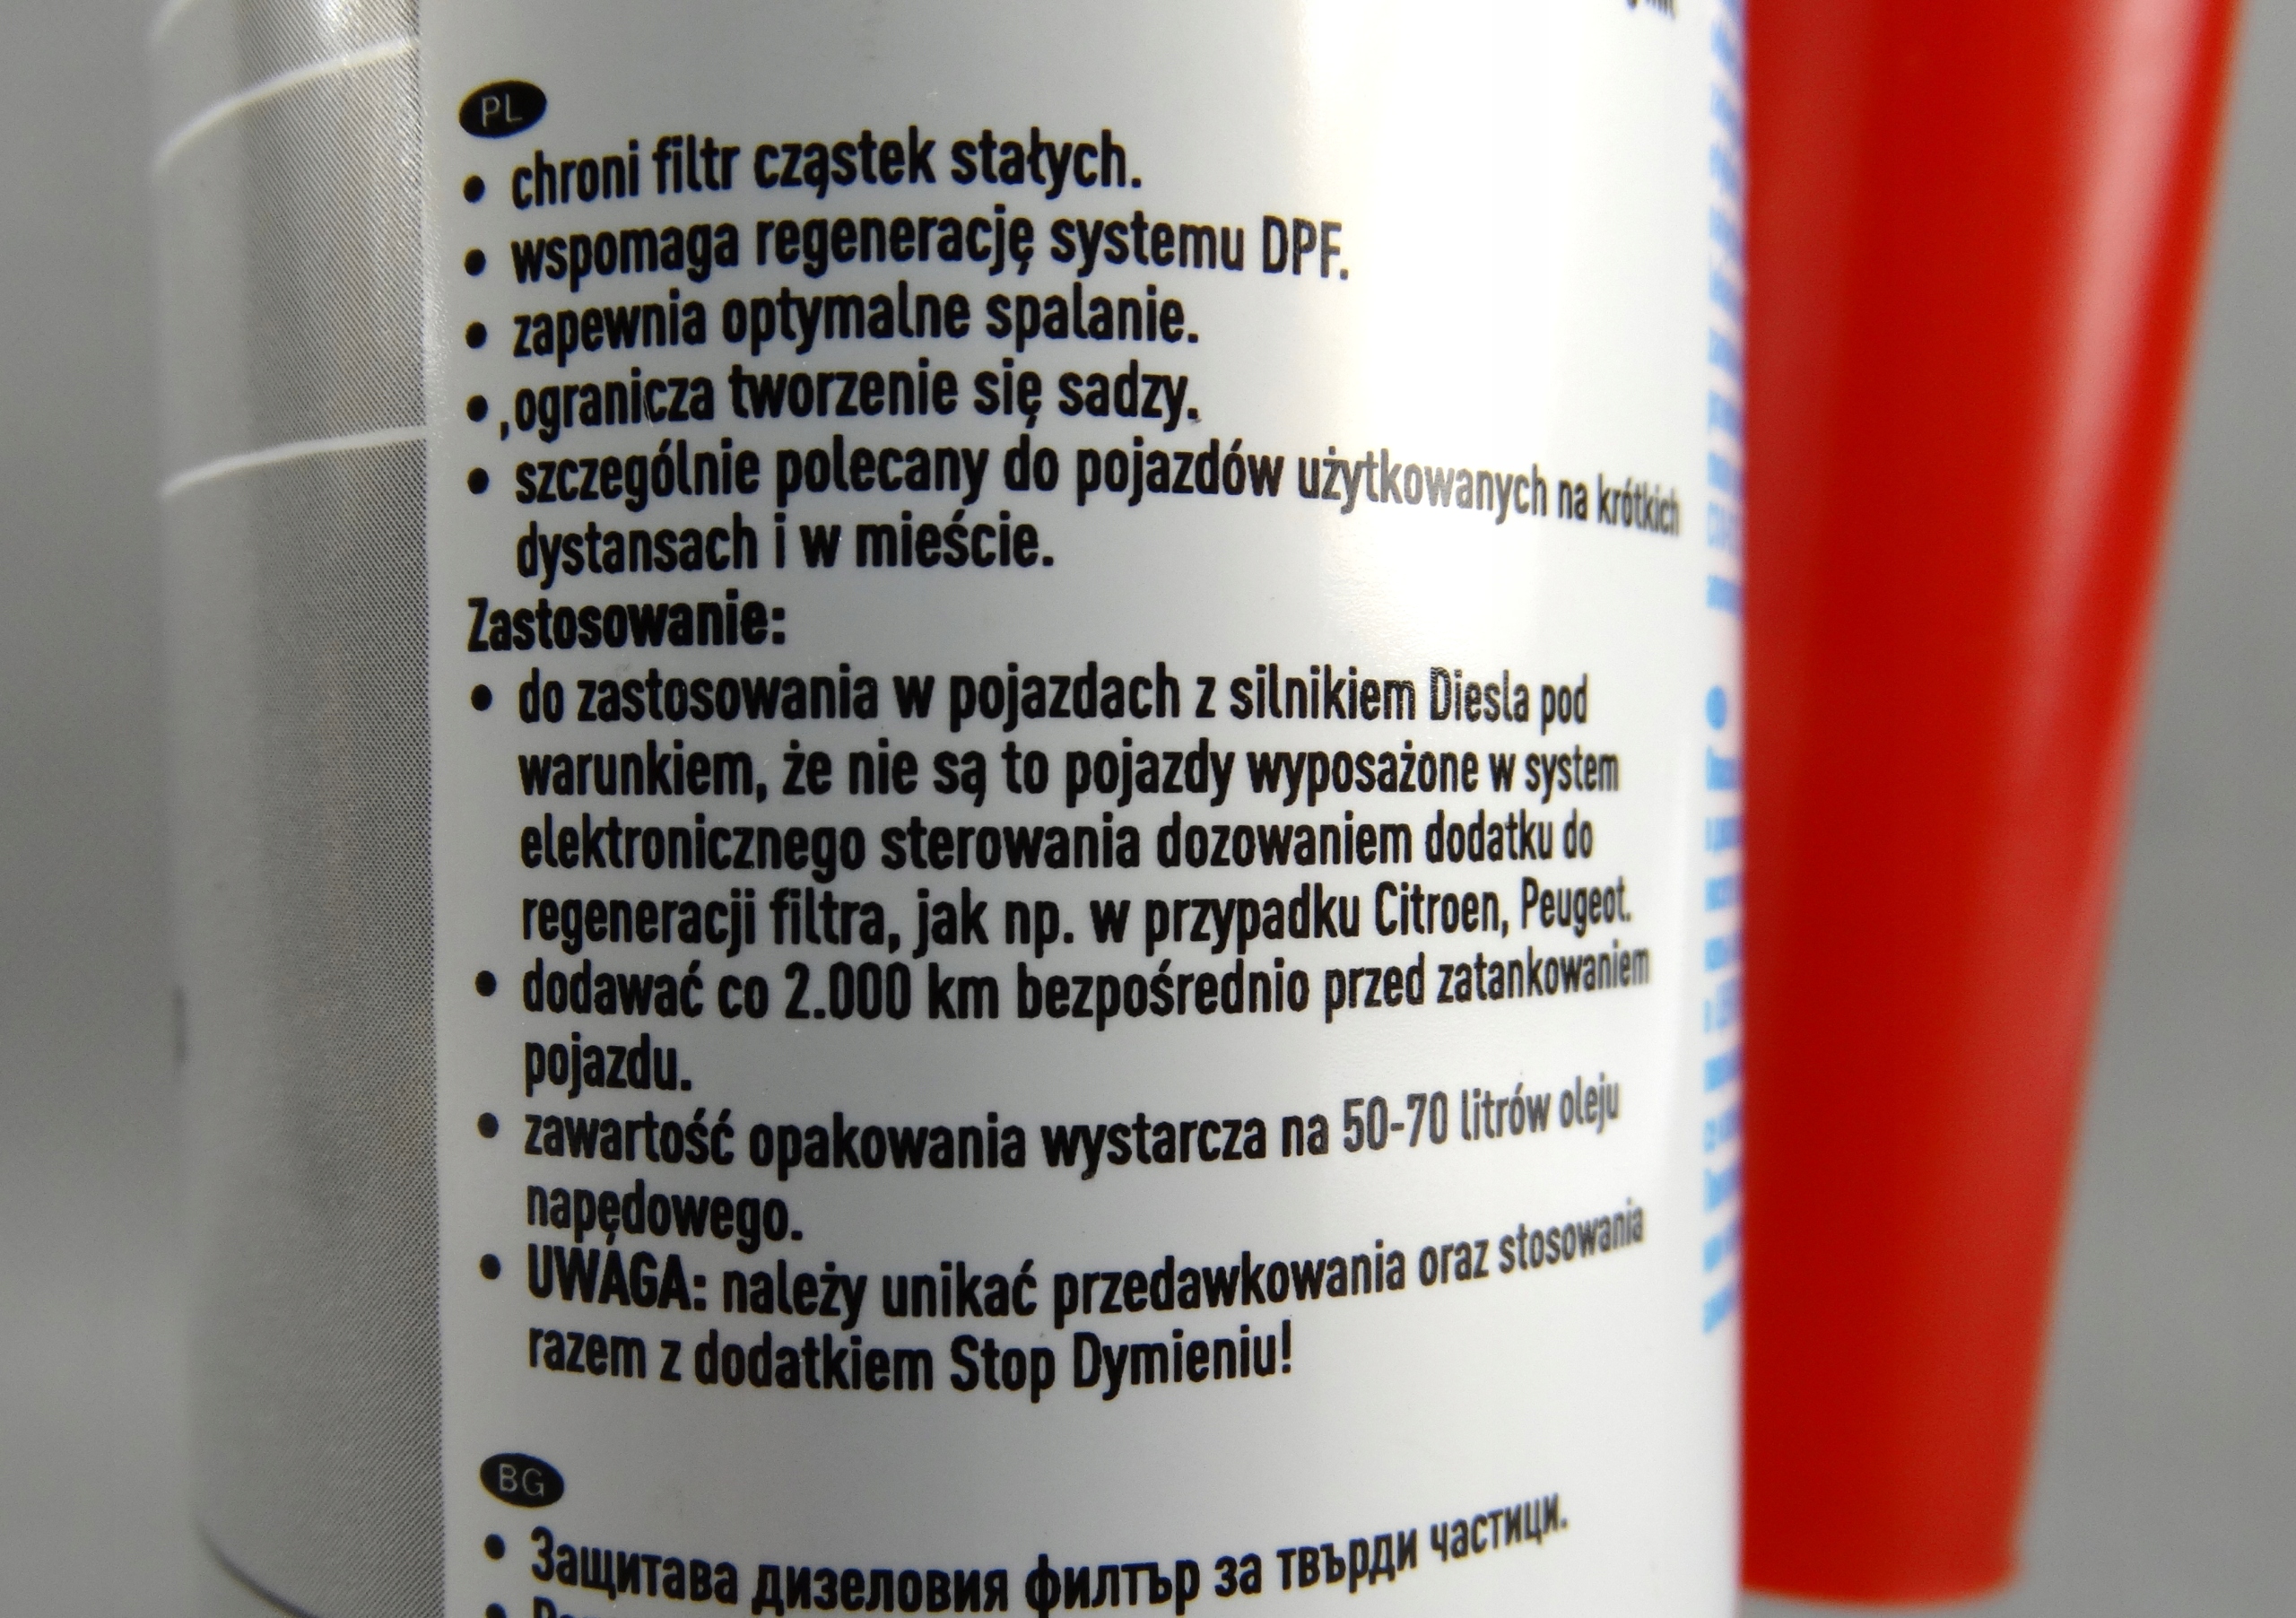 PL
• chroni filtr cząstek stałych.
• wspomaga regenerację systemu DPF.
• zapewnia optymalne spalanie.
• ,ogranicza tworzenie się sadzy.
• szczególnie polecany do pojazdów użytkowanych na krótkich
dystansach i w mieście.
Zastosowanie:
• do zastosowania w pojazdach z silnikiem Diesla pod
warunkiem, że nie są to pojazdy wyposażone w system
elektronicznego sterowania dozowaniem dodatku do
regeneracji filtra, jak np. w przypadku Citroen, Peugeot.
• dodawać co 2.000 km bezpośrednio przed zatankowaniem
pojazdu.
• zawartość opakowania wystarcza na 50-70 litrów oleju
napędowego.
• UWAGA: należy unikać przedawkowania oraz stosowania
razem z dodatkiem Stop Dymieniu!
BG
• Защитава дизеловия филтър за твърди частици.